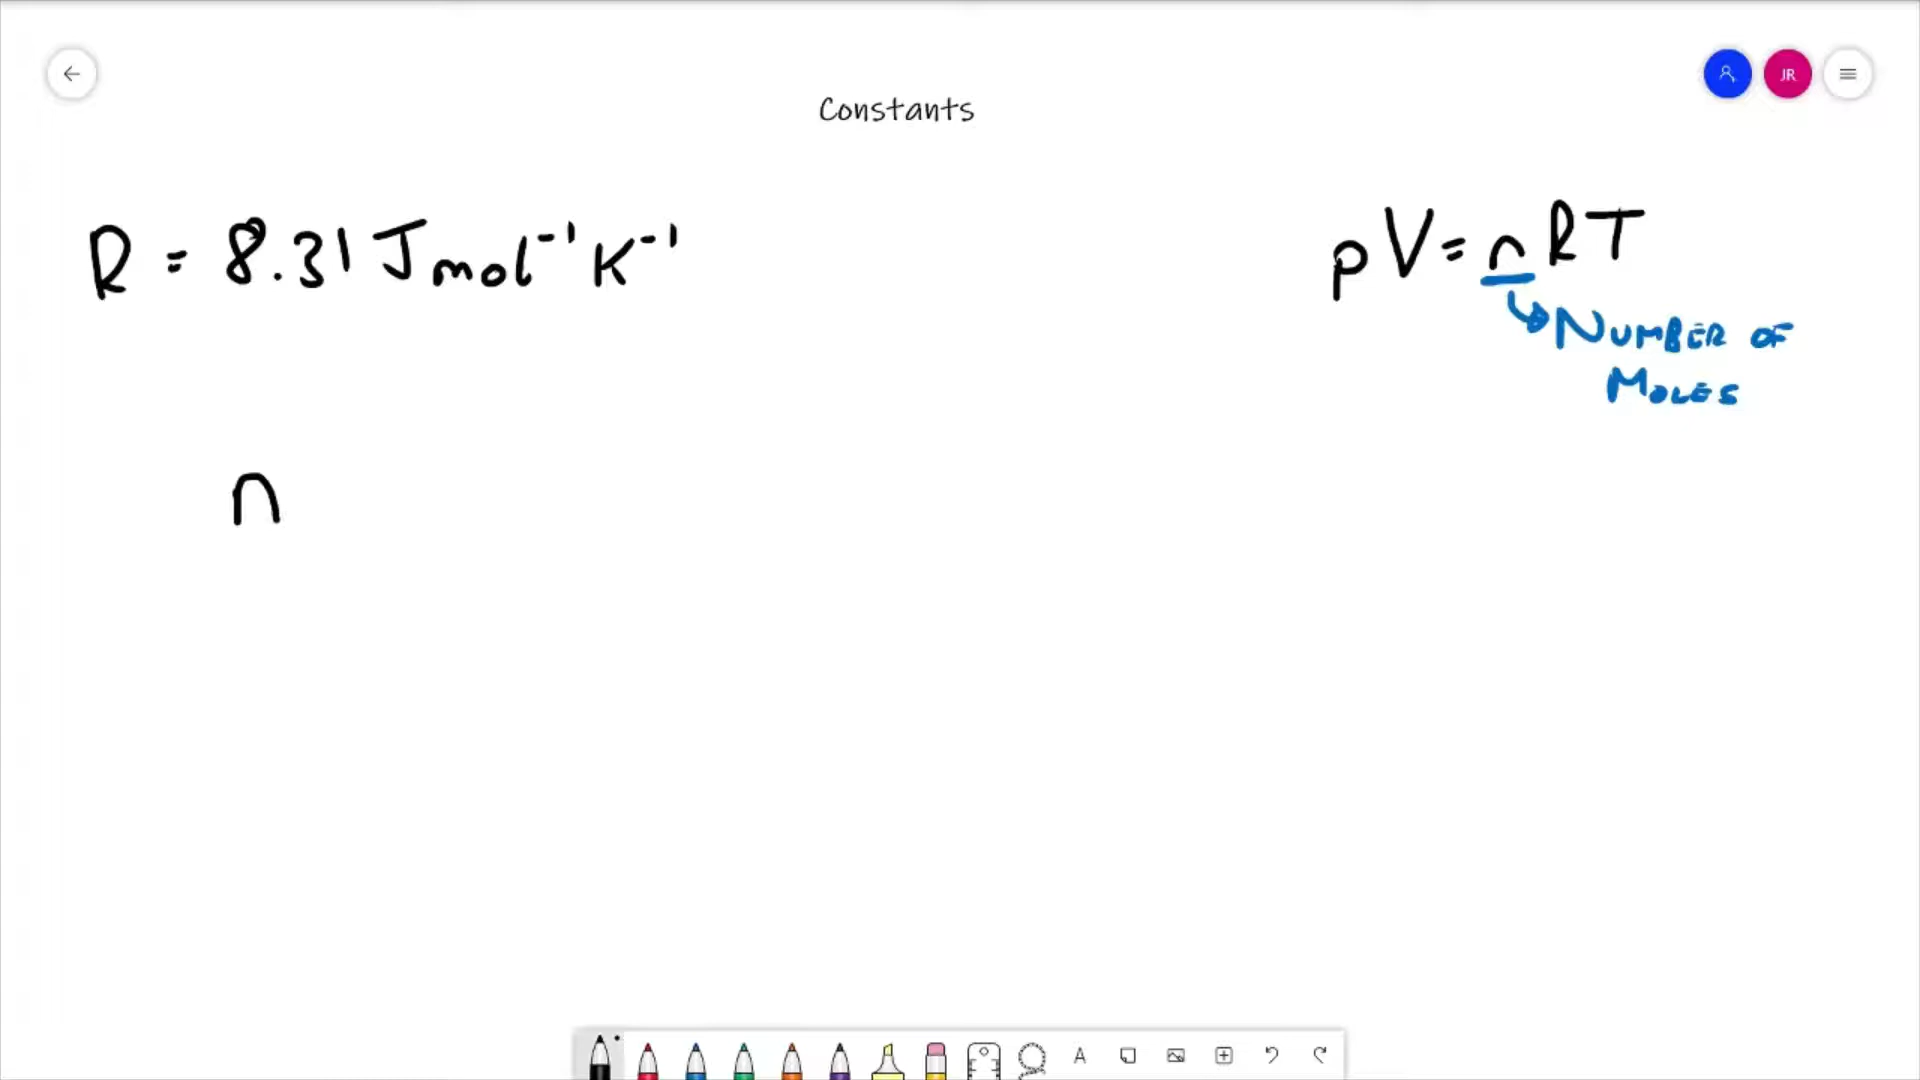 JR
Constants
R = 8.31 J mol⁻¹ K⁻¹
pV = nRT
NUMBER OF
MOLES
n
A